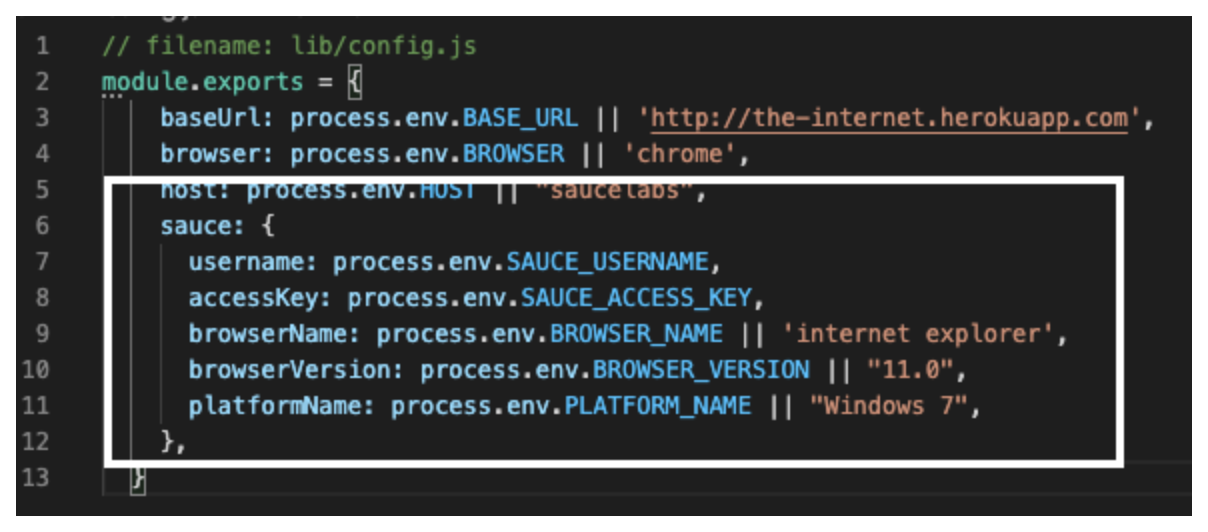 1 // filename: lib/config.js
2 module.exports = {
3 baseUrl: process.env.BASE_URL || 'http://the-internet.herokuapp.com',
4 browser: process.env.BROWSER || 'chrome',
5 host: process.env.HOST || "saucelabs",
6 sauce: {
7 username: process.env.SAUCE_USERNAME,
8 accessKey: process.env.SAUCE_ACCESS_KEY,
9 browserName: process.env.BROWSER_NAME || 'internet explorer',
10 browserVersion: process.env.BROWSER_VERSION || "11.0",
11 platformName: process.env.PLATFORM_NAME || "Windows 7",
12 },
13 }